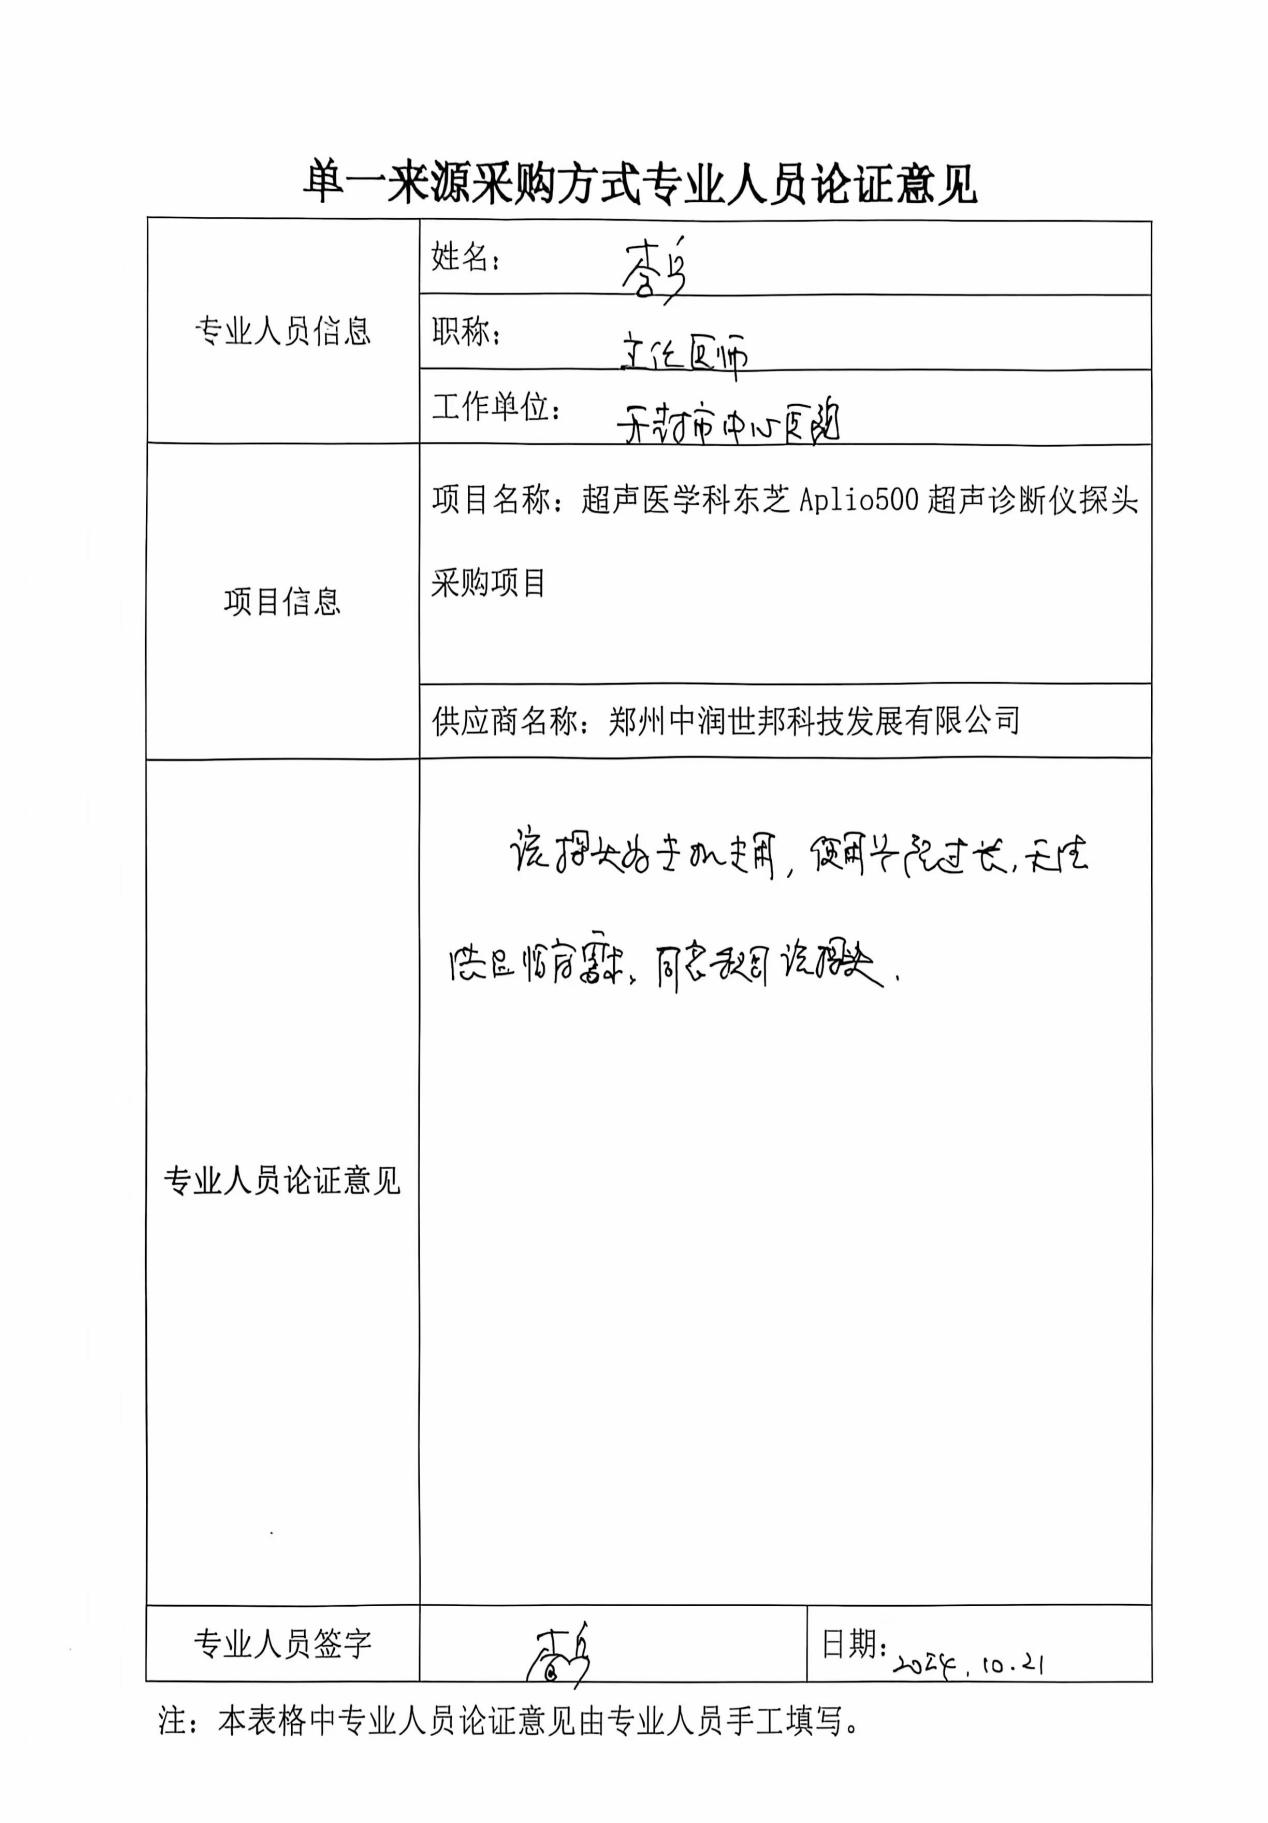 单一来源采购方式专业人员论证意见
专业人员信息
姓名：
职称：主任医师
工作单位：开封市中心医院
项目信息
项目名称：超声医学科东芝Aplio500超声诊断仪探头
采购项目
供应商名称：郑州中润世邦科技发展有限公司
专业人员论证意见
该探头为专机专用，使用年限过长，无法
满足临床需求，同意采购该探头.
专业人员签字
日期：2024.10.21
注：本表格中专业人员论证意见由专业人员手工填写。